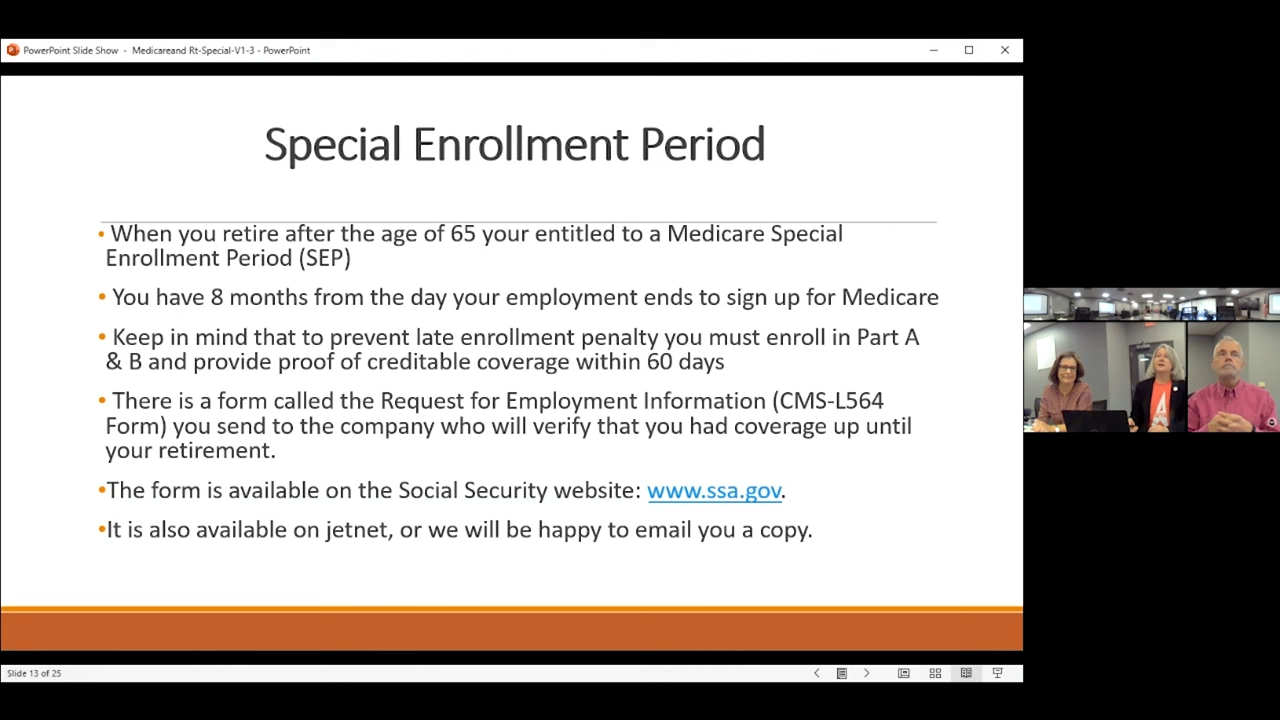 PowerPoint Slide Show - Medicareand Rt-Special-V1-3 - PowerPoint
Special Enrollment Period
• When you retire after the age of 65 your entitled to a Medicare Special
Enrollment Period (SEP)
• You have 8 months from the day your employment ends to sign up for Medicare
• Keep in mind that to prevent late enrollment penalty you must enroll in Part A
& B and provide proof of creditable coverage within 60 days
• There is a form called the Request for Employment Information (CMS-L564
Form) you send to the company who will verify that you had coverage up until
your retirement.
•The form is available on the Social Security website: www.ssa.gov.
•It is also available on jetnet, or we will be happy to email you a copy.
Slide 13 of 25